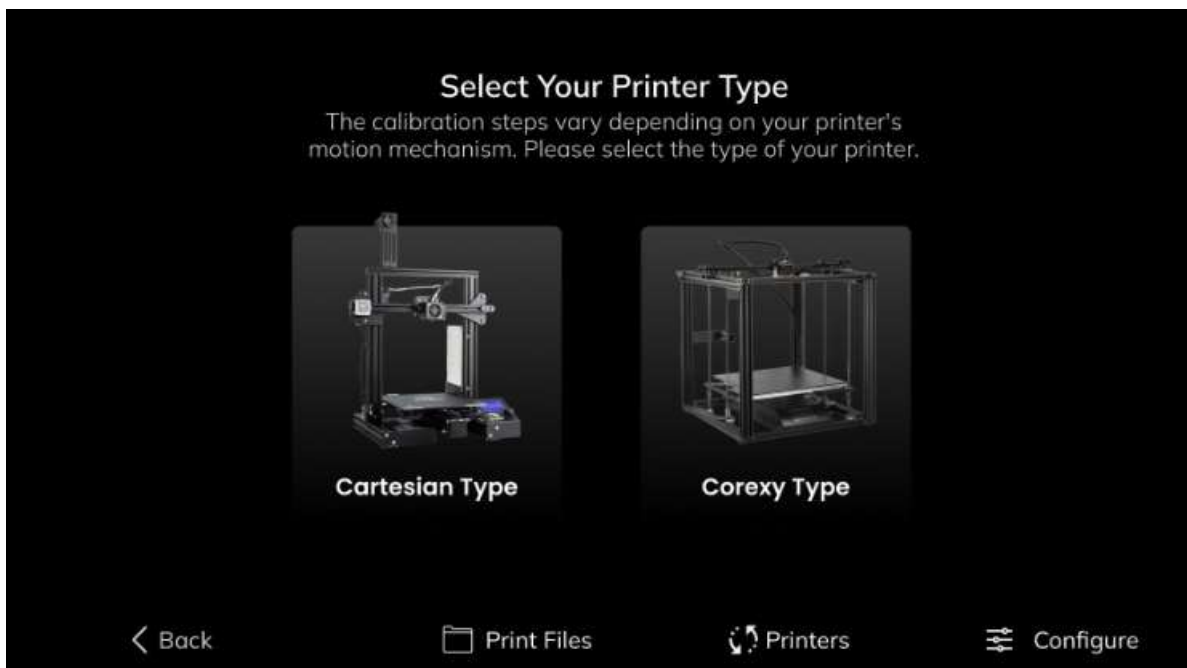 Select Your Printer Type
The calibration steps vary depending on your printer's
motion mechanism. Please select the type of your printer.
Cartesian Type
Corexy Type
Back
Print Files
Printers
Configure